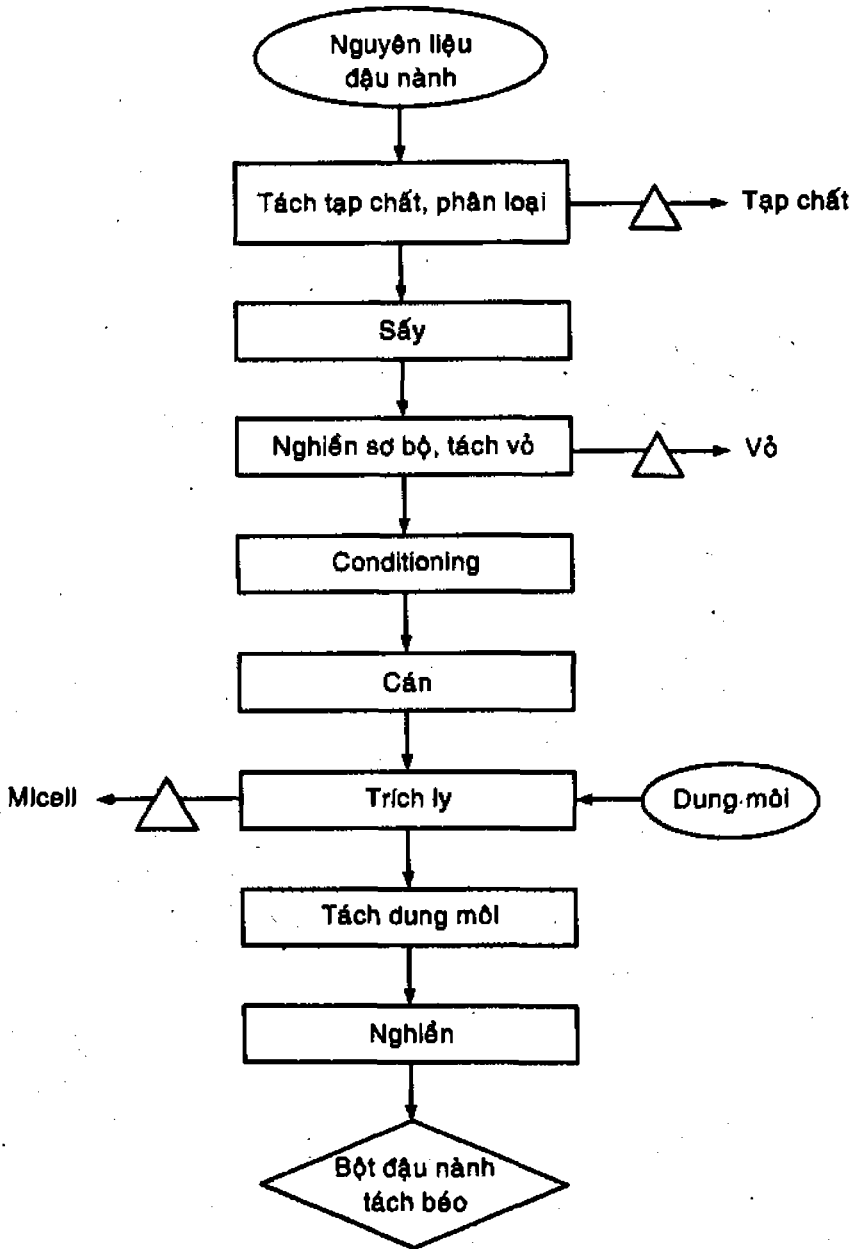 Nguyên liệu
đậu nành
Tách tạp chất, phân loại
Tạp chất
Sấy
Nghiền sơ bộ, tách vỏ
Vỏ
Conditioning
Cán
Micell
Trích ly
Dung môi
Tách dung môi
Nghiền
Bột đậu nành
tách béo